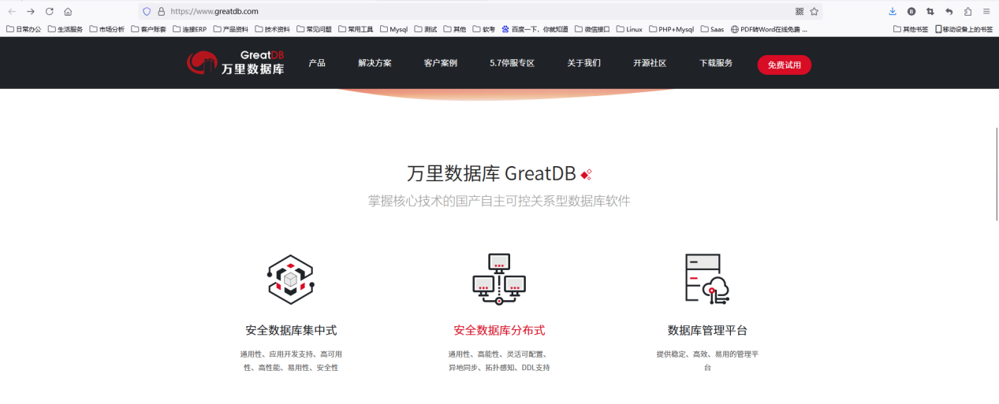 https://www.greatdb.com
日常办公 生活服务 市场分析 客户账套 连接ERP 产品资料 技术资料 常见问题 常用工具 Mysql 测试 其他 软考 百度一下，你就知道 微信接口 Linux PHP+Mysql Saas PDF转Word在线免费 ... 其他书签 移动设备上的书签
GreatDB
万里数据库
产品 解决方案 客户案例 5.7停服专区 关于我们 开源社区 下载服务 免费试用
万里数据库 GreatDB
掌握核心技术的国产自主可控关系型数据库软件
安全数据库集中式
通用性、应用开发支持、高可用
性、高性能、易用性、安全性
安全数据库分布式
通用性、高能性、灵活可配置、
异地同步、拓扑感知、DDL支持
数据库管理平台
提供稳定、高效、易用的管理平
台